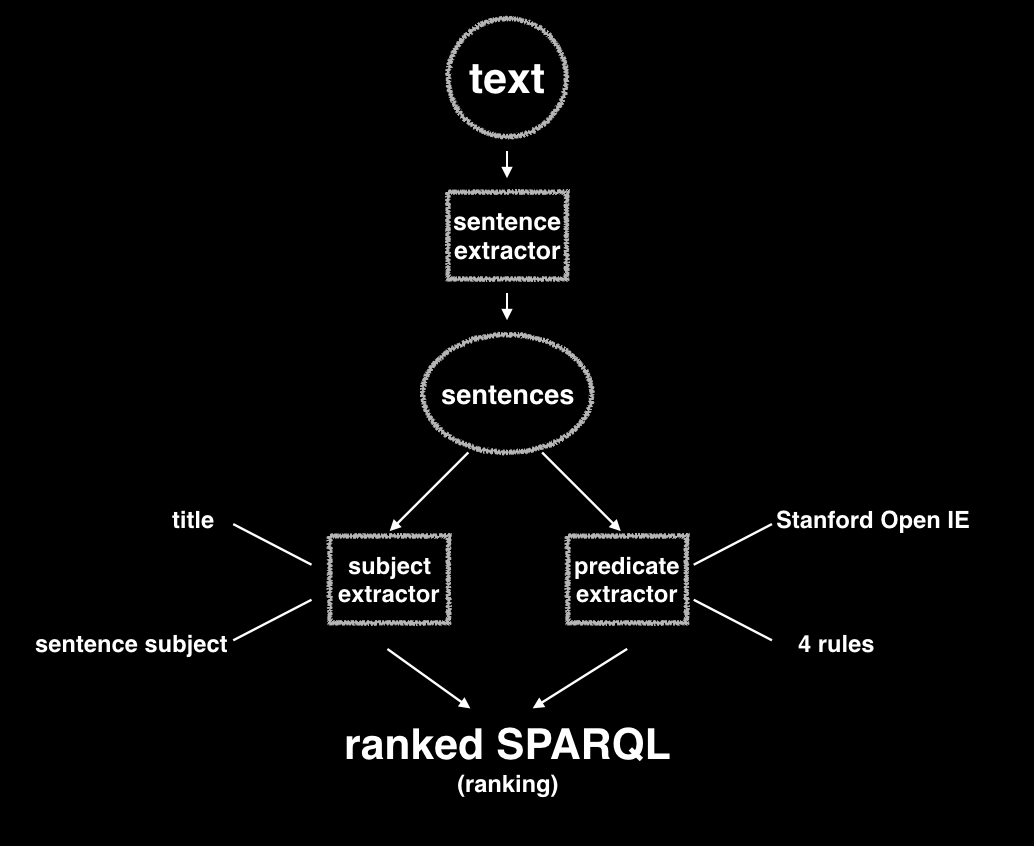 text
sentence
extractor
sentences
title
Stanford Open IE
subject
extractor
predicate
extractor
sentence subject
4 rules
ranked SPARQL
(ranking)